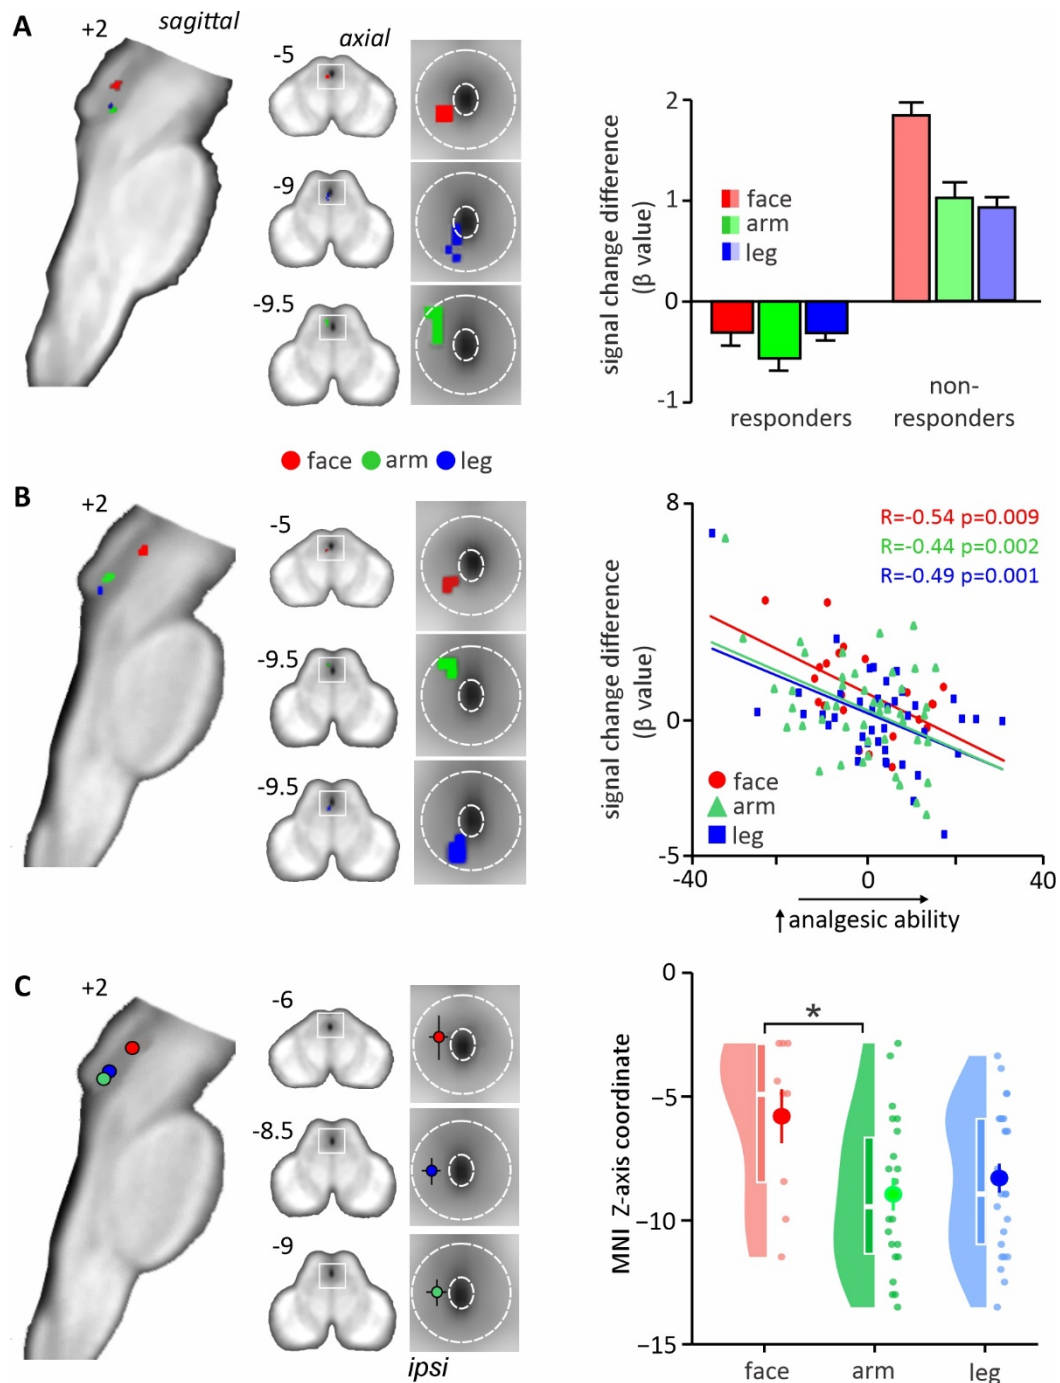 A
sagittal
+2
axial
-5
-9
-9.5
2
1
0
-1
signal change difference
(β value)
face
arm
leg
responders
non-
responders
face arm leg
B
+2
-5
-9.5
-9.5
8
0
-5
-40
0
40
signal change difference
(β value)
R=-0.54 p=0.009
R=-0.44 p=0.002
R=-0.49 p=0.001
face
arm
leg
↑analgesic ability
C
+2
-6
-8.5
-9
ipsi
0
−5
−10
−15
MNI Z-axis coordinate
*
face
arm
leg